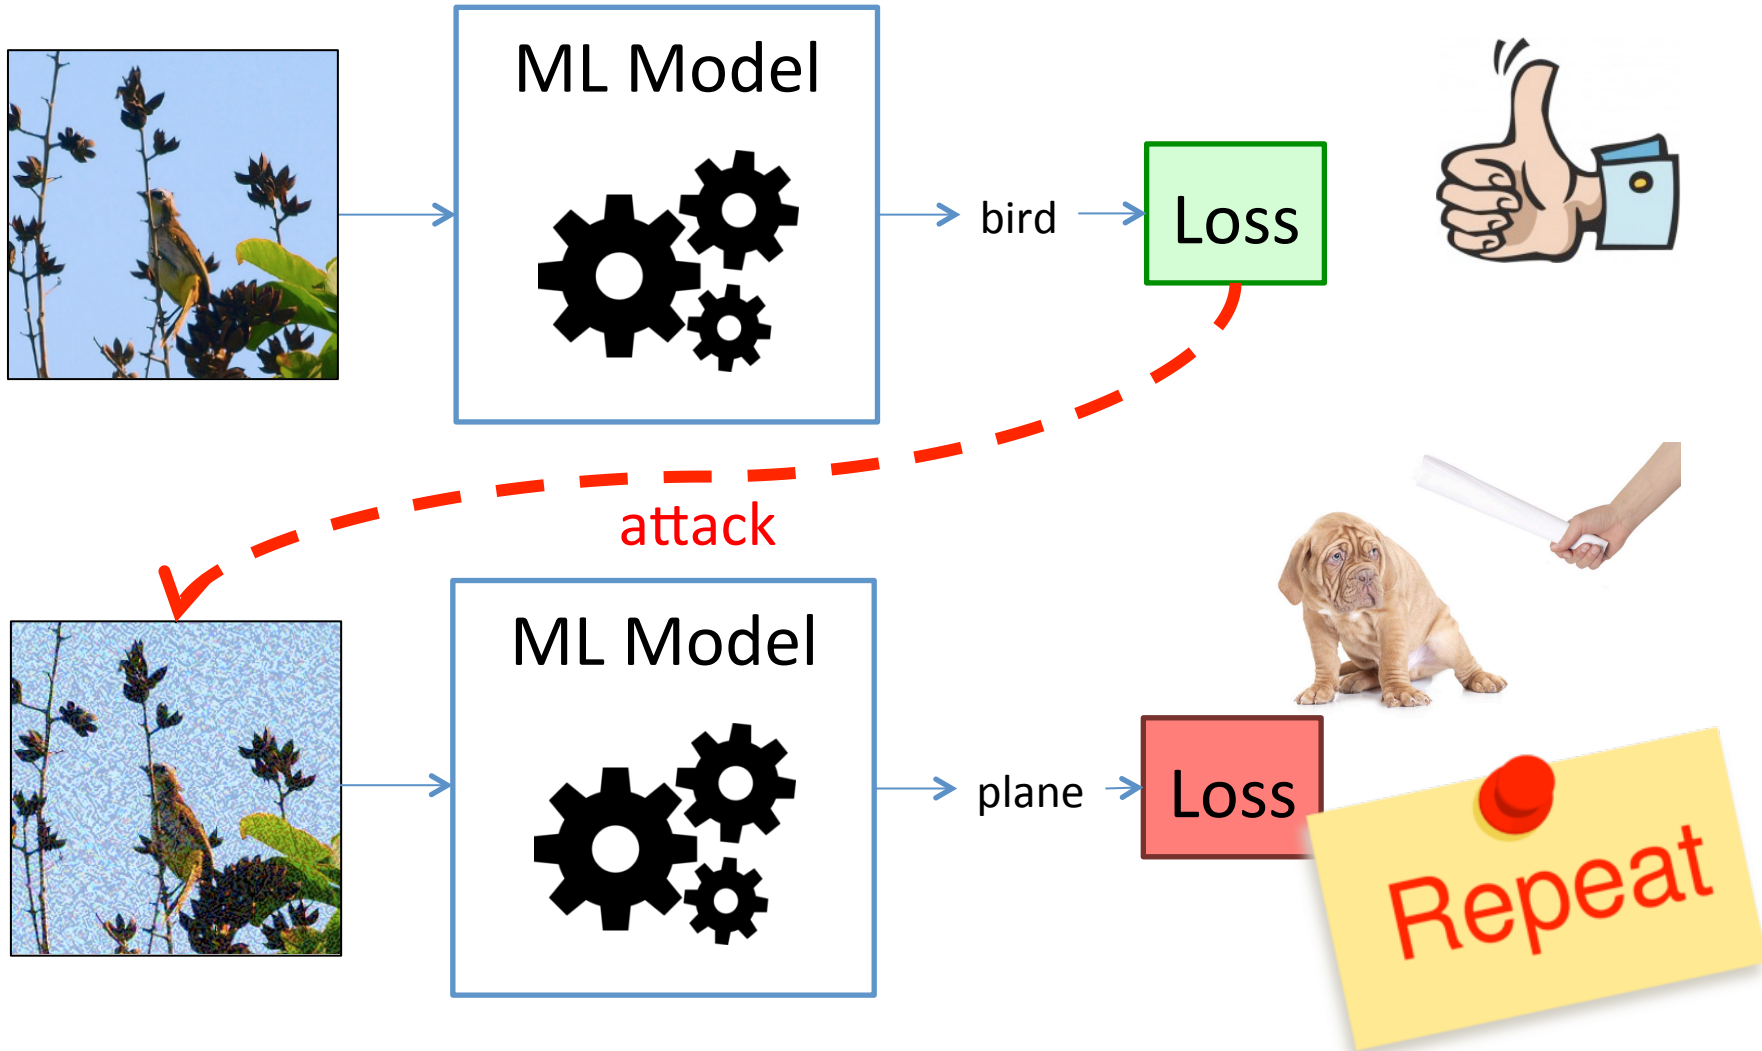 ML Model
bird
Loss
attack
ML Model
plane
Loss
Repeat